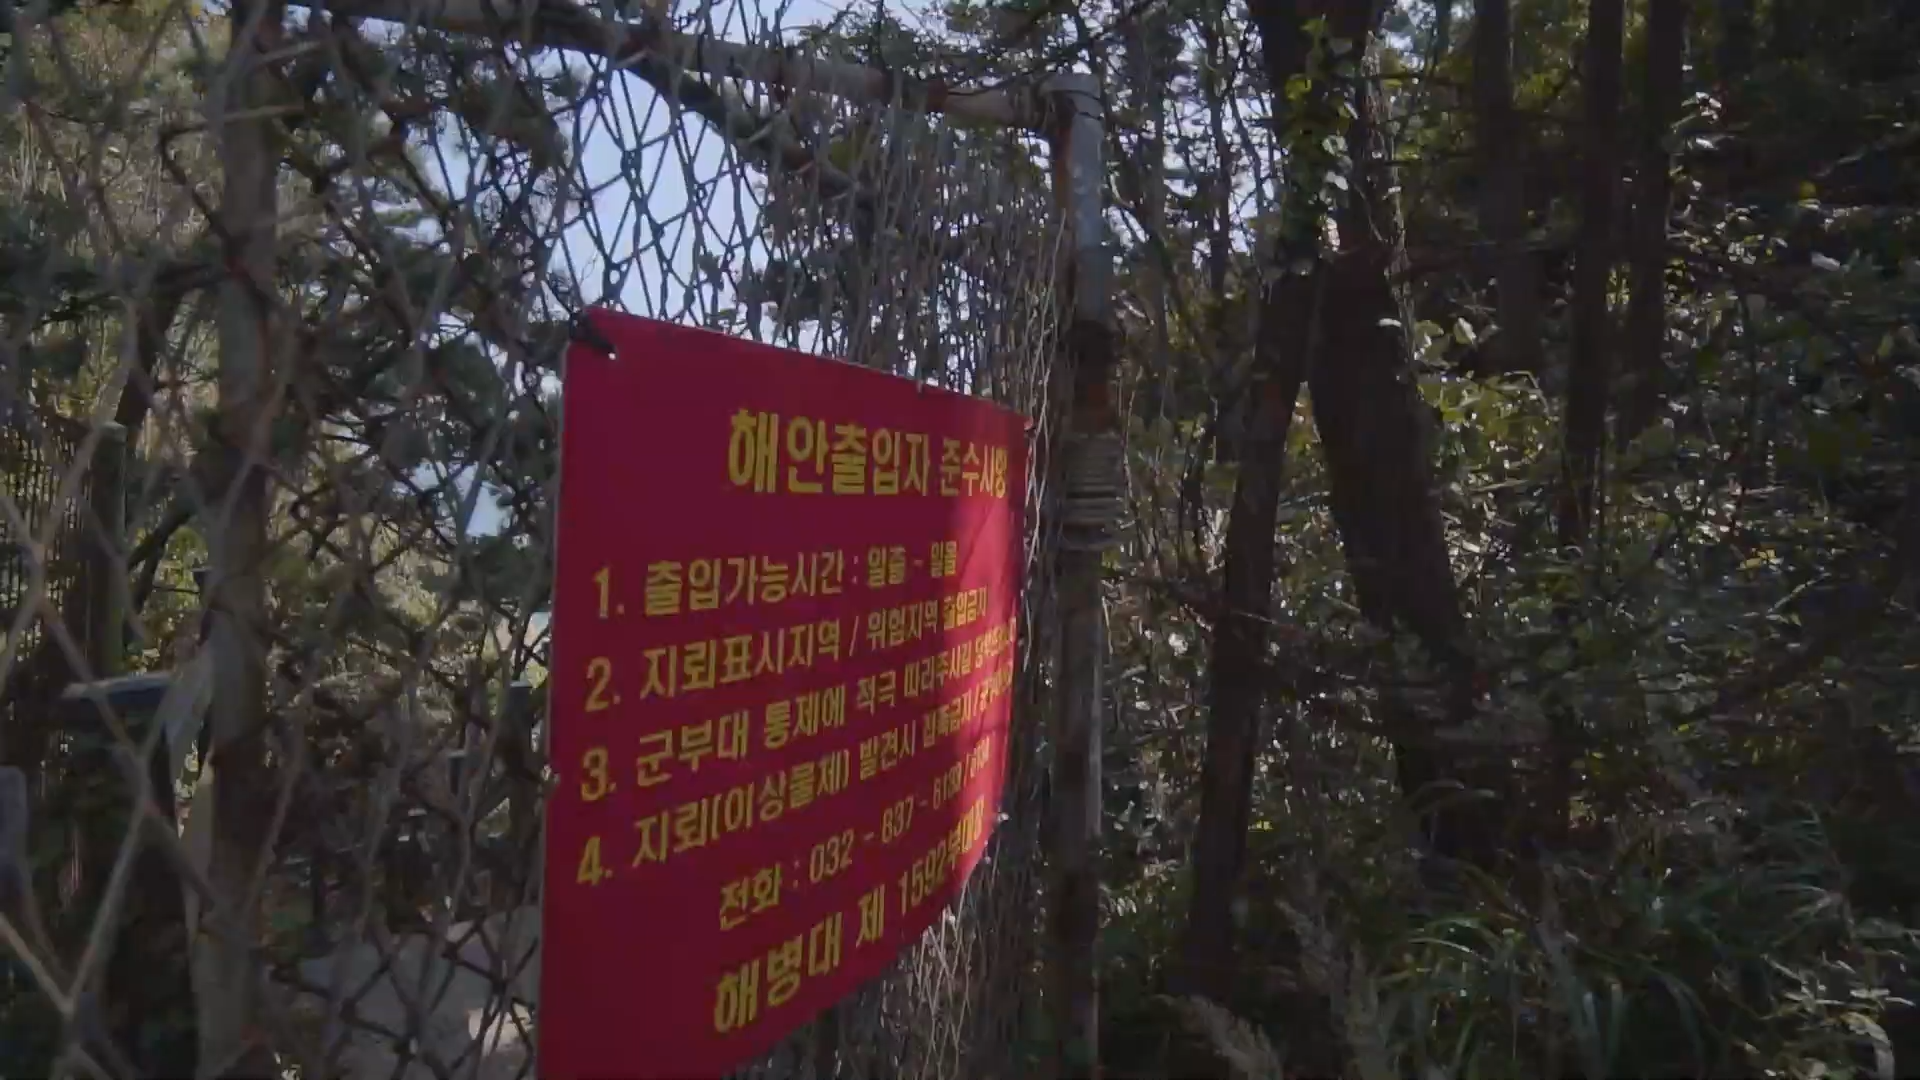 해안출입자 준수사항
1. 출입가능시간 : 일출 - 일몰
2. 지뢰표시지역 / 위험지역 출입금지
3. 군부대 통제에 적극 따라주시길
4. 지뢰(이상물체) 발견시 접촉금지 /
전화 : 032 - 837 -
해병대 제 1592부대장